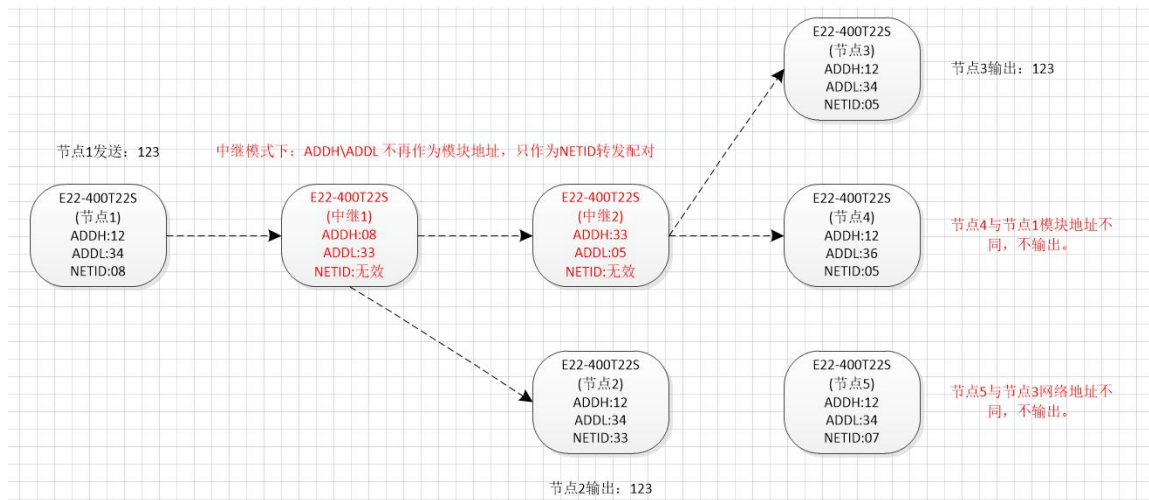 E22-400T22S
(节点3)
ADDH:12
ADDL:34
NETID:05
节点3输出：123
节点1发送：123
中继模式下：ADDH\ADDL 不再作为模块地址，只作为NETID转发配对
E22-400T22S
(节点1)
ADDH:12
ADDL:34
NETID:08
E22-400T22S
(中继1)
ADDH:08
ADDL:33
NETID:无效
E22-400T22S
(中继2)
ADDH:33
ADDL:05
NETID:无效
E22-400T22S
(节点4)
ADDH:12
ADDL:36
NETID:05
节点4与节点1模块地址不
同，不输出。
E22-400T22S
(节点2)
ADDH:12
ADDL:34
NETID:33
节点2输出：123
E22-400T22S
(节点5)
ADDH:12
ADDL:34
NETID:07
节点5与节点3网络地址不
同，不输出。